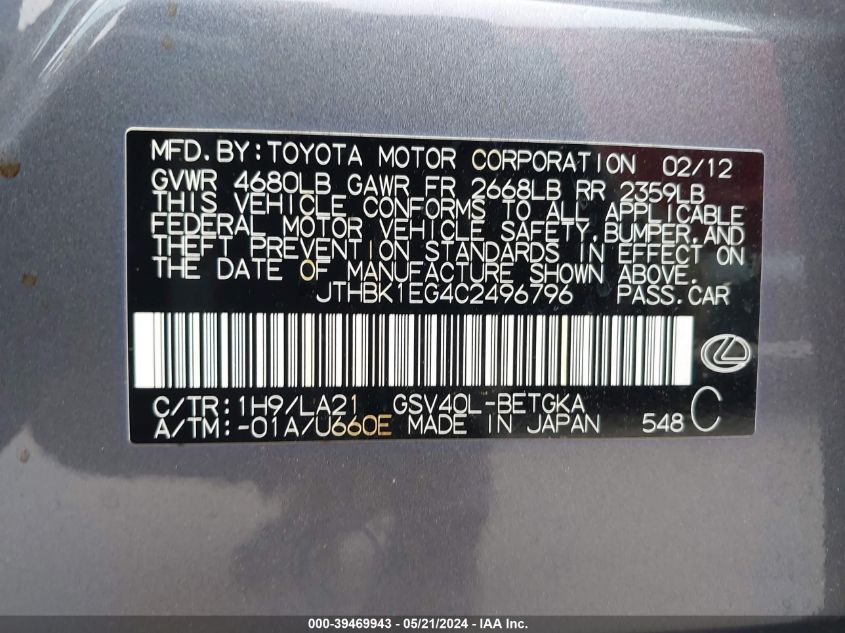 MFD.BY:TOYOTA MOTOR CORPORATION 02/12
GVWR 4680LB GAWR FR 2668LB RR 2359LB
THIS VEHICLE CONFORMS TO ALL APPLICABLE
FEDERAL MOTOR VEHICLE SAFETY,BUMPER,AND
THEFT PREVENTION STANDARDS IN EFFECT ON
THE DATE OF MANUFACTURE SHOWN ABOVE.
JTHBK1EG4C2496796 PASS.CAR
C/TR:1H9/LA21 GSV40L-BETGKA
A/TM:-01A/U660E MADE IN JAPAN 548 C
000-39469943 / 05/21/2024 - © IAA Inc.